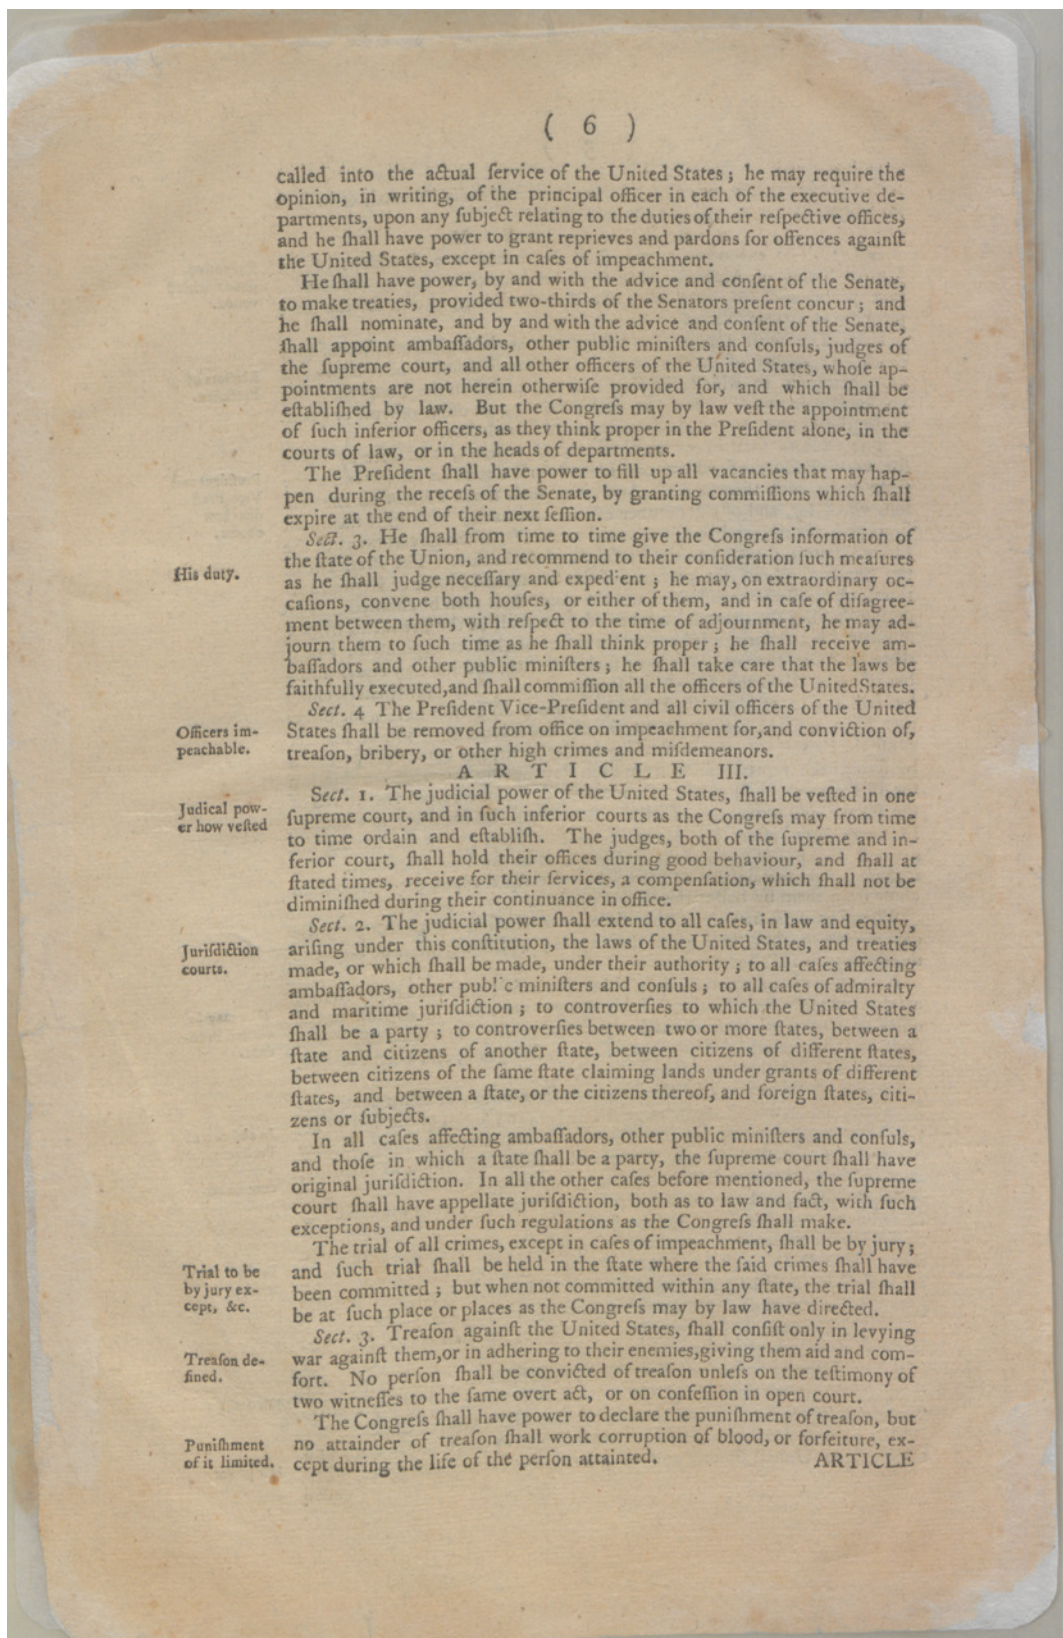 ( 6 )
called into the actual ſervice of the United States; he may require the
opinion, in writing, of the principal officer in each of the executive de-
partments, upon any ſubject relating to the duties of their reſpective offices,
and he ſhall have power to grant reprieves and pardons for offences againſt
the United States, except in caſes of impeachment.
He ſhall have power, by and with the advice and conſent of the Senate,
to make treaties, provided two-thirds of the Senators preſent concur; and
he ſhall nominate, and by and with the advice and conſent of the Senate,
ſhall appoint ambaſſadors, other public miniſters and conſuls, judges of
the ſupreme court, and all other officers of the United States, whoſe ap-
pointments are not herein otherwiſe provided for, and which ſhall be
eſtabliſhed by law. But the Congreſs may by law veſt the appointment
of ſuch inferior officers, as they think proper in the Preſident alone, in the
courts of law, or in the heads of departments.
The Preſident ſhall have power to fill up all vacancies that may hap-
pen during the receſs of the Senate, by granting commiſſions which ſhall
expire at the end of their next ſeſſion.
Sect. 3. He ſhall from time to time give the Congreſs information of
the ſtate of the Union, and recommend to their conſideration ſuch meaſures
His duty.
as he ſhall judge neceſſary and exped ent; he may, on extraordinary oc-
caſions, convene both houſes, or either of them, and in caſe of diſagree-
ment between them, with reſpect to the time of adjournment, he may ad-
journ them to ſuch time as he ſhall think proper; he ſhall receive am-
baſſadors and other public miniſters; he ſhall take care that the laws be
faithfully executed, and ſhall commiſſion all the officers of the United States.
Sect. 4 The Preſident Vice-Preſident and all civil officers of the United
Officers im-
peachable.
States ſhall be removed from office on impeachment for, and conviction of,
treaſon, bribery, or other high crimes and miſdemeanors.
ARTICLE III.
Sect. 1. The judicial power of the United States, ſhall be veſted in one
Judical pow-
er how veſted
ſupreme court, and in ſuch inferior courts as the Congreſs may from time
to time ordain and eſtabliſh. The judges, both of the ſupreme and in-
ferior court, ſhall hold their offices during good behaviour, and ſhall at
ſtated times, receive for their ſervices, a compenſation, which ſhall not be
diminiſhed during their continuance in office.
Sect. 2. The judicial power ſhall extend to all caſes, in law and equity,
Juriſdiction
courts.
ariſing under this conſtitution, the laws of the United States, and treaties
made, or which ſhall be made, under their authority; to all caſes affecting
ambaſſadors, other publ c miniſters and conſuls; to all caſes of admiralty
and maritime juriſdiction; to controverſies to which the United States
ſhall be a party; to controverſies between two or more ſtates, between a
ſtate and citizens of another ſtate, between citizens of different ſtates,
between citizens of the ſame ſtate claiming lands under grants of different
ſtates, and between a ſtate, or the citizens thereof, and foreign ſtates, citi-
zens or ſubjects.
In all caſes affecting ambaſſadors, other public miniſters and conſuls,
and thoſe in which a ſtate ſhall be a party, the ſupreme court ſhall have
original juriſdiction. In all the other caſes before mentioned, the ſupreme
court ſhall have appellate juriſdiction, both as to law and fact, with ſuch
exceptions, and under ſuch regulations as the Congreſs ſhall make.
The trial of all crimes, except in caſes of impeachment, ſhall be by jury;
Trial to be
by jury ex-
cept, &c.
and ſuch trial ſhall be held in the ſtate where the ſaid crimes ſhall have
been committed; but when not committed within any ſtate, the trial ſhall
be at ſuch place or places as the Congreſs may by law have directed.
Sect. 3. Treaſon againſt the United States, ſhall conſiſt only in levying
Treaſon de-
fined.
war againſt them, or in adhering to their enemies, giving them aid and com-
fort. No perſon ſhall be convicted of treaſon unleſs on the teſtimony of
two witneſſes to the ſame overt act, or on confeſſion in open court.
The Congreſs ſhall have power to declare the puniſhment of treaſon, but
Puniſhment
of it limited.
no attainder of treaſon ſhall work corruption of blood, or forfeiture, ex-
cept during the life of the perſon attainted.
ARTICLE